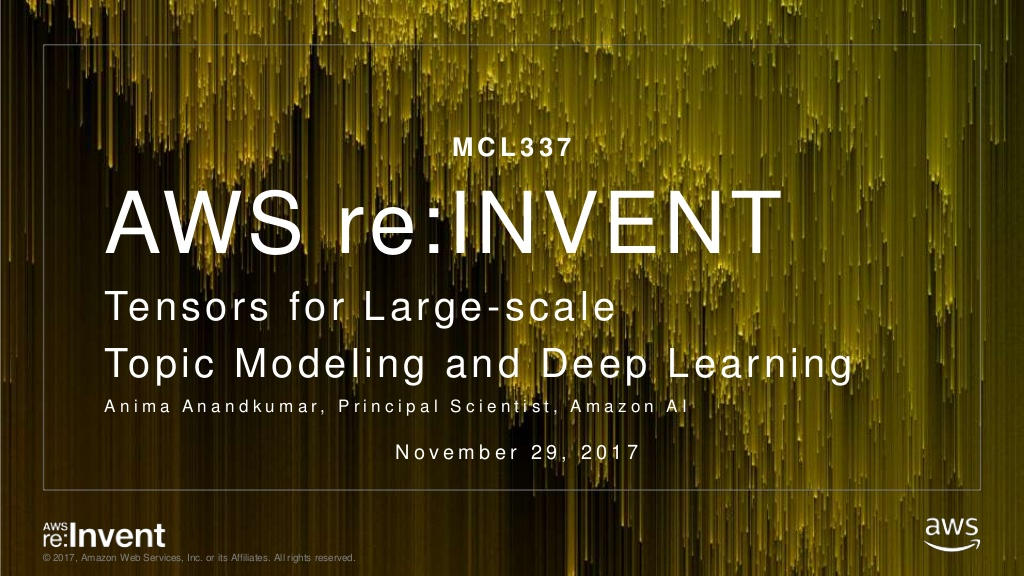 MCL337
AWS re:INVENT
Tensors for Large-scale
Topic Modeling and Deep Learning
Anima Anandkumar, Principal Scientist, Amazon AI
November 29, 2017
AWS
re:Invent
aws
© 2017, Amazon Web Services, Inc. or its Affiliates. All rights reserved.